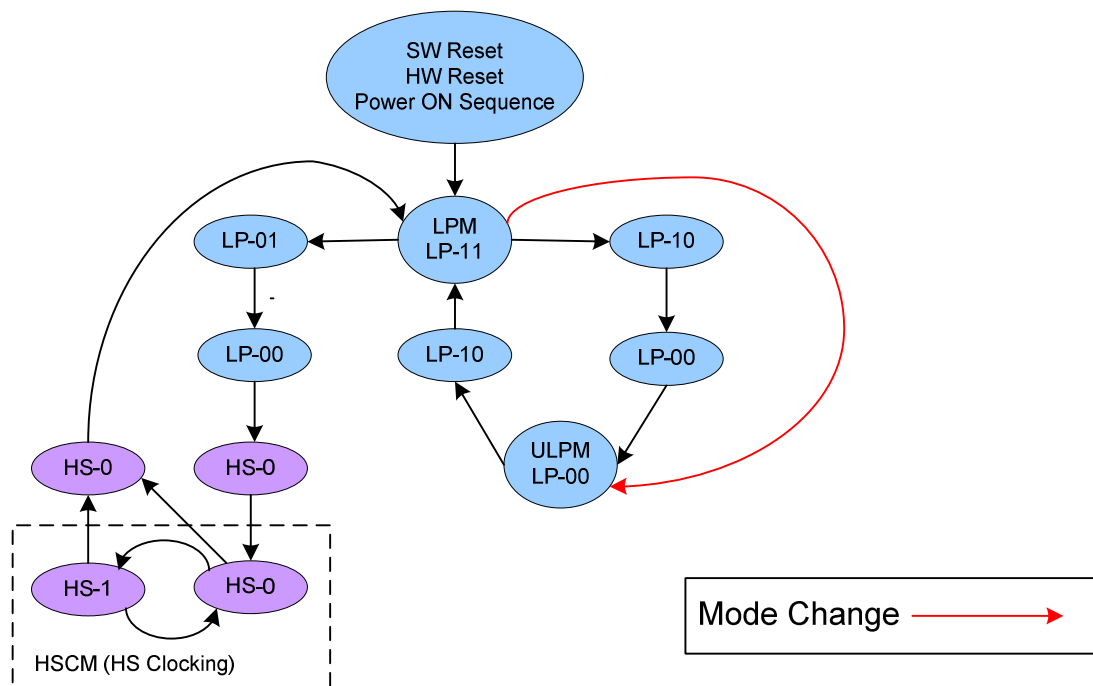 SW Reset
HW Reset
Power ON Sequence
LPM
LP-11
LP-01
LP-10
-
LP-00
LP-10
LP-00
ULPM
LP-00
HS-0
HS-0
HS-1
HS-0
HSCM (HS Clocking)
Mode Change